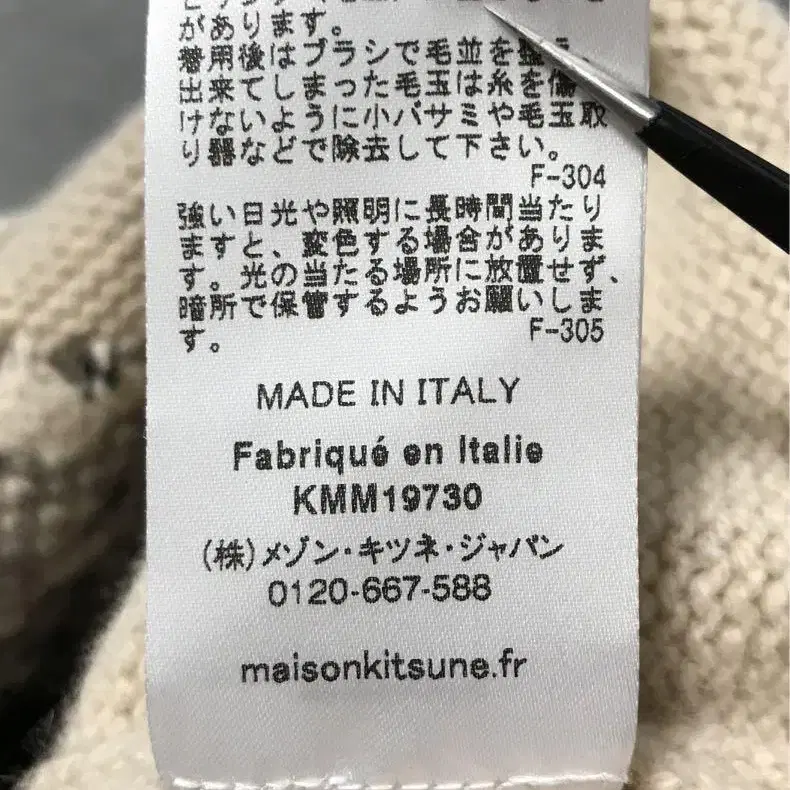 があります。
着用後はブラシで毛並を整
出来てしまった毛玉は糸を傷
けないように小バサミや毛玉取
り器などで除去して下さい。
F-304
強い日光や照明に長時間当たり
ますと、変色する場合がありま
す。光の当たる場所に放置せず、
暗所で保管するようお願いしま
す。
F-305
MADE IN ITALY
Fabriqué en Italie
KMM19730
(株)メゾン・キツネ・ジャパン
0120-667-588
maisonkitsune.fr